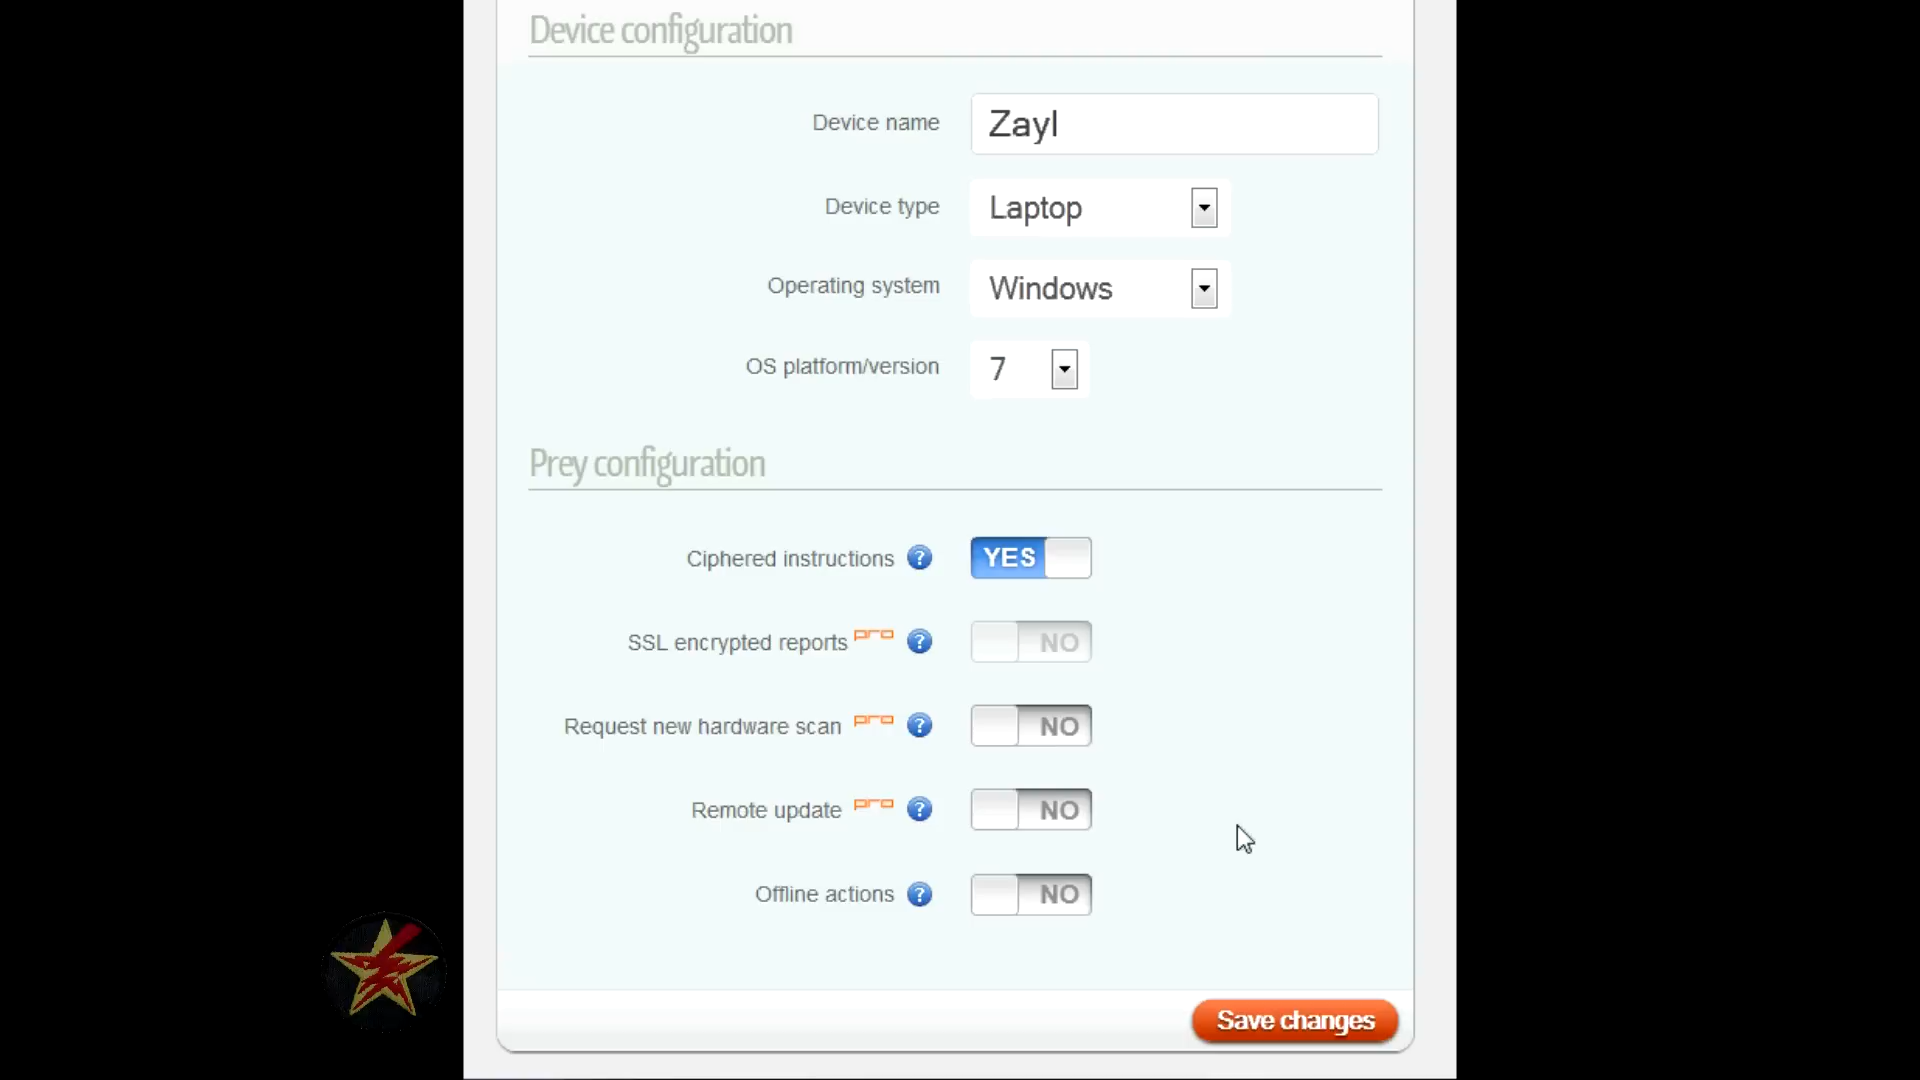 Device configuration
Device name Zayl
Device type Laptop
Operating system Windows
OS platform/version 7
Prey configuration
Ciphered instructions ? YES
SSL encrypted reports pro ? NO
Request new hardware scan pro ? NO
Remote update pro ? NO
Offline actions ? NO
Save changes